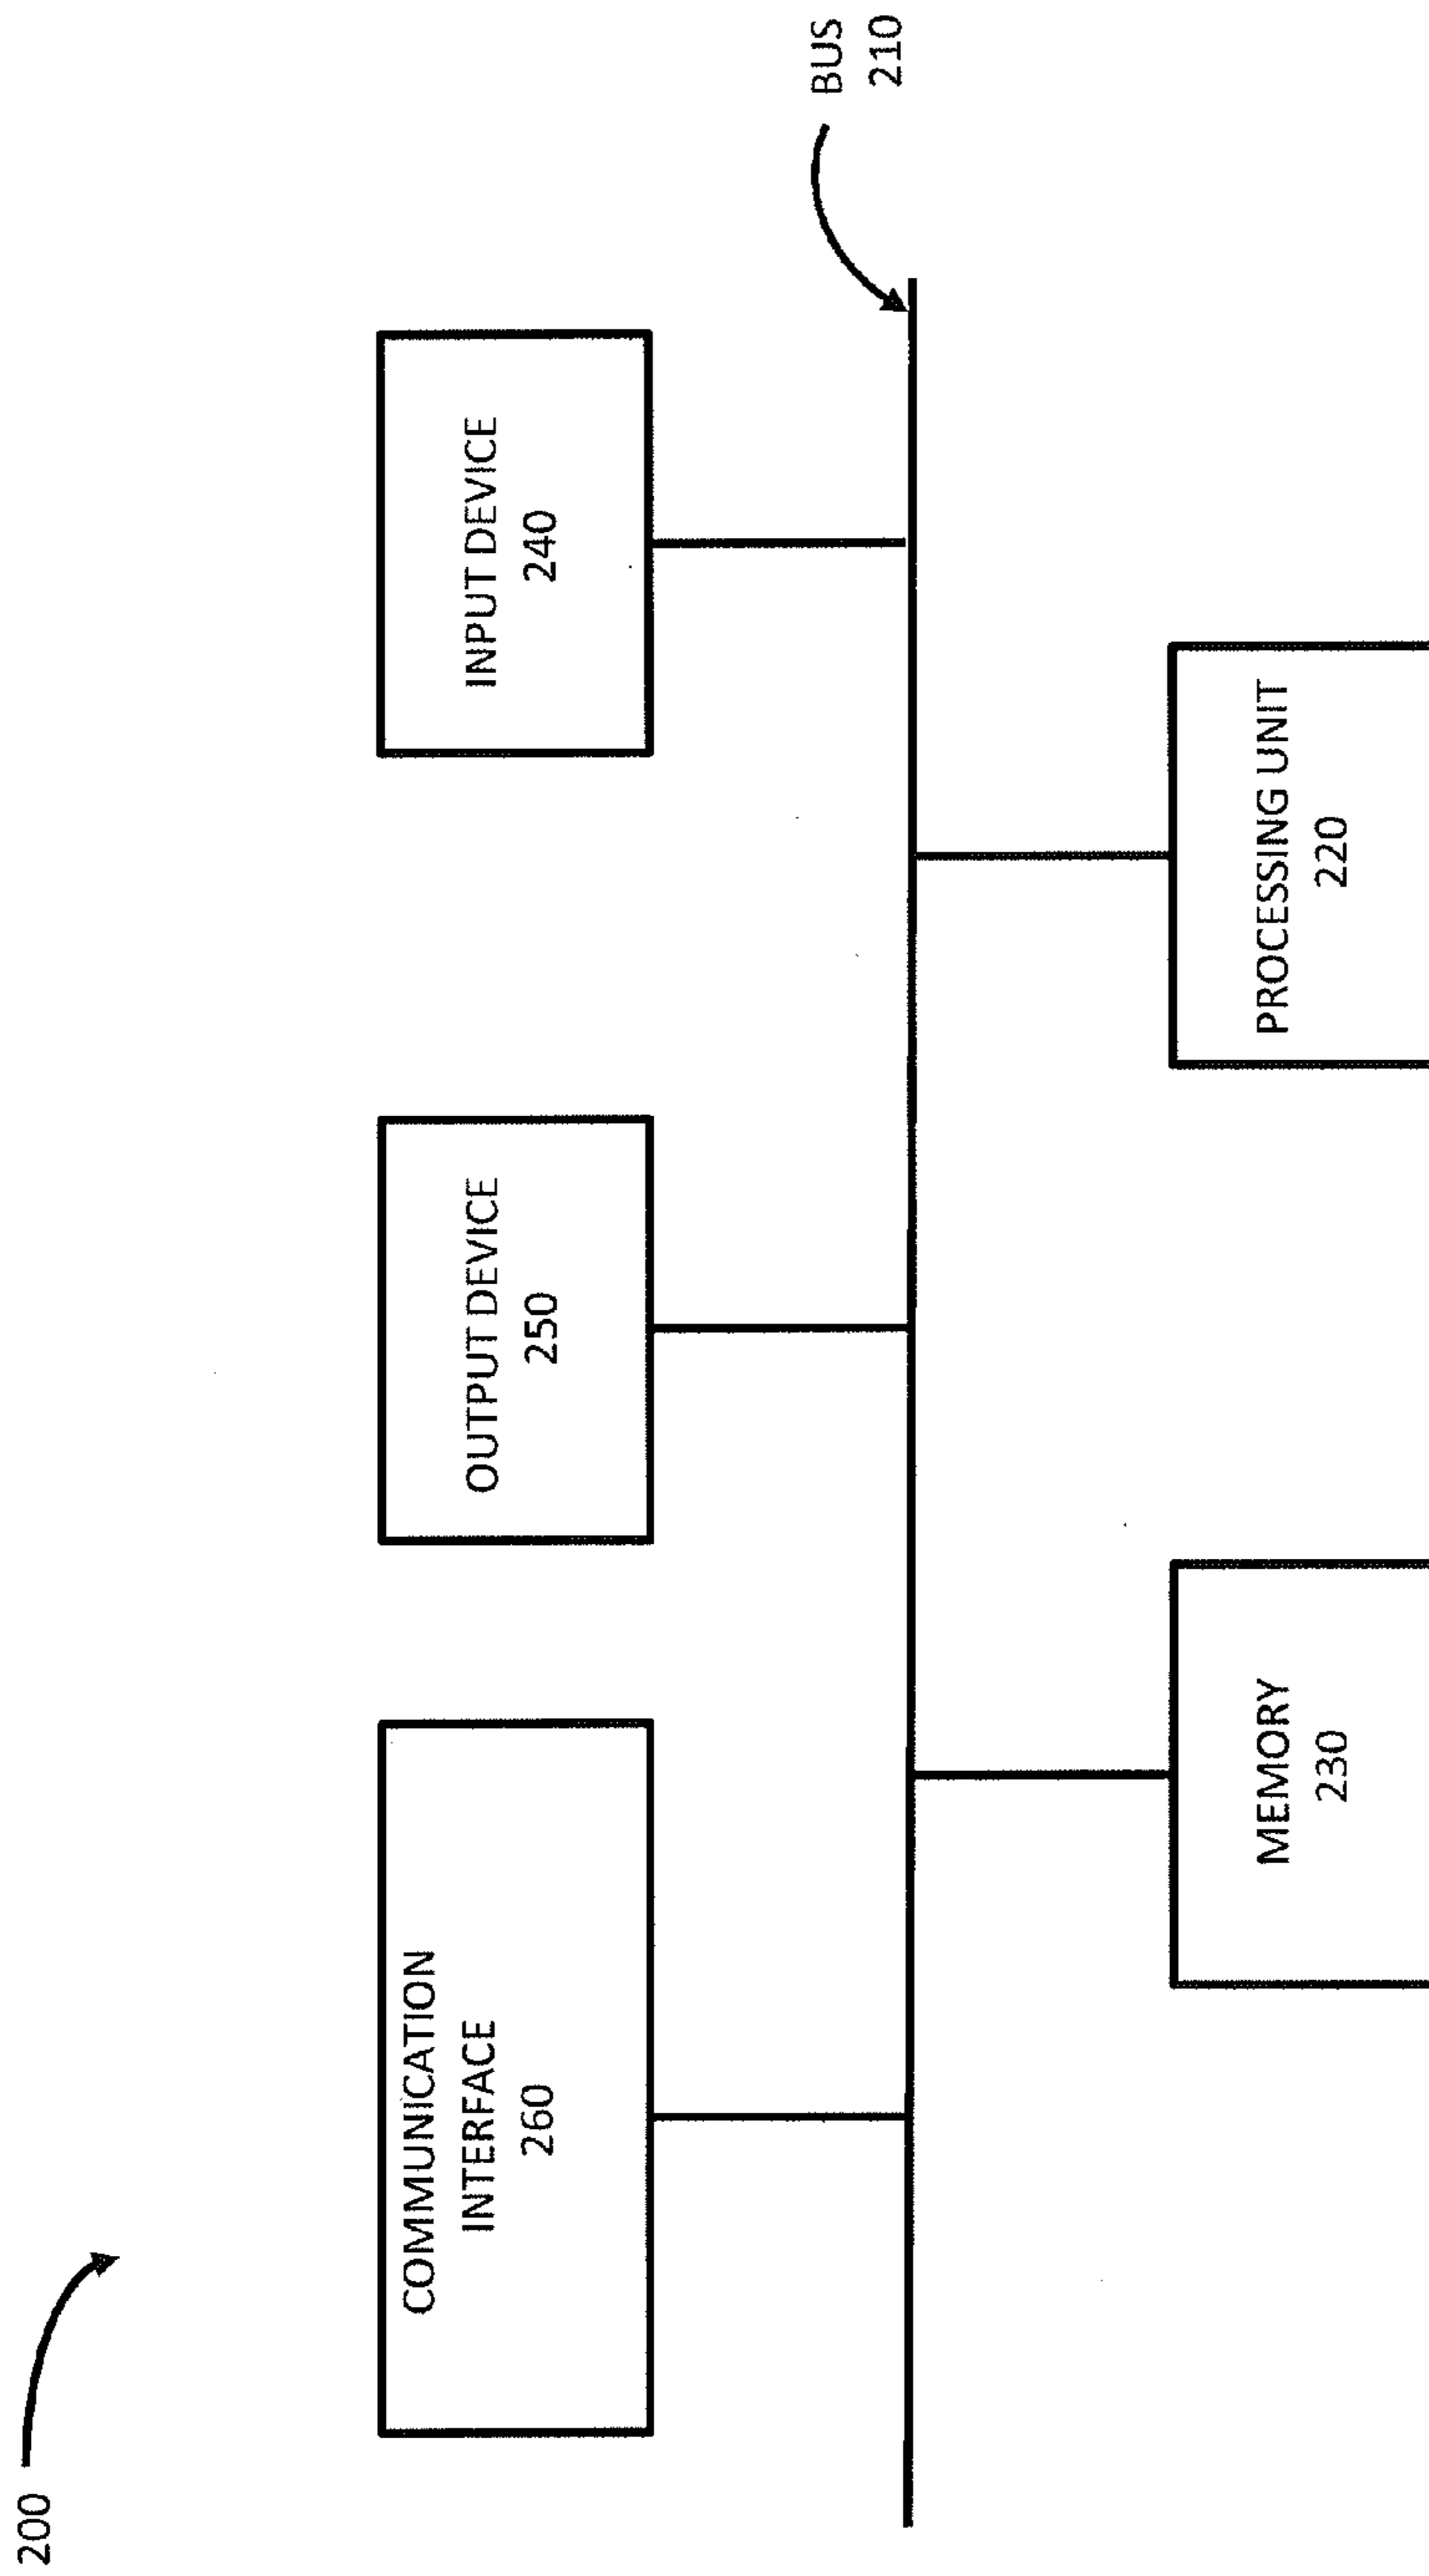 200
COMMUNICATION
INTERFACE
260
OUTPUT DEVICE
250
INPUT DEVICE
240
BUS
210
MEMORY
230
PROCESSING UNIT
220